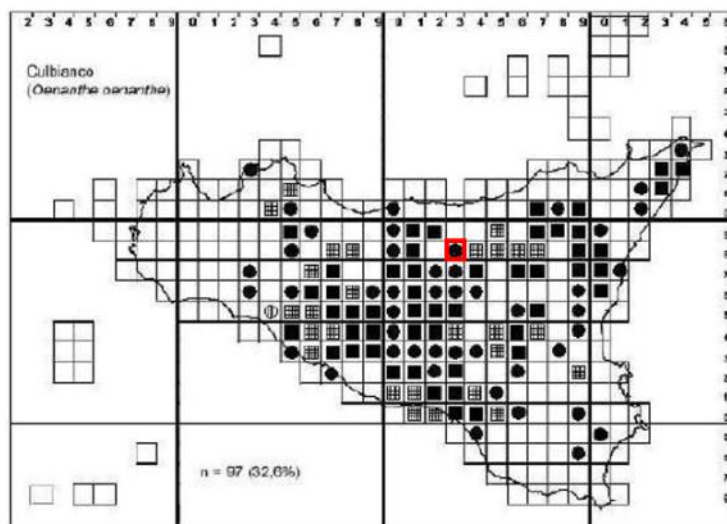 2 3 4 5 6 7 8 9 0 1 2 3 4 5 6 7 8 9 0 1 2 3 4 5 6 7 8 9 0 1 2 3 4 5
Culbianco
(Oenanthe oenanthe)
n = 97 (32,6%)